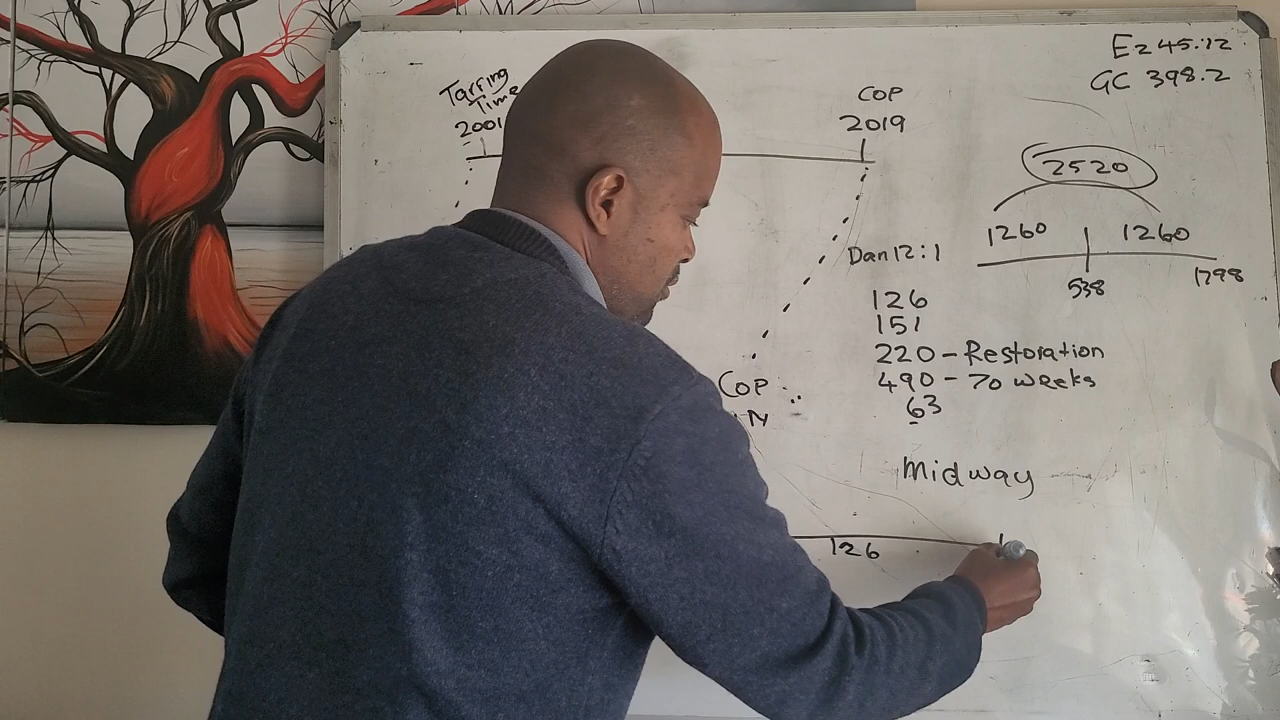 Ez 45:12
GC 398.2
Tarring
Time
2001
COP
2019
2520
1260 1260
538
1798
Dan 12:1
126
151
220 - Restoration
490 - 70 weeks
63
COP
N
Midway
126